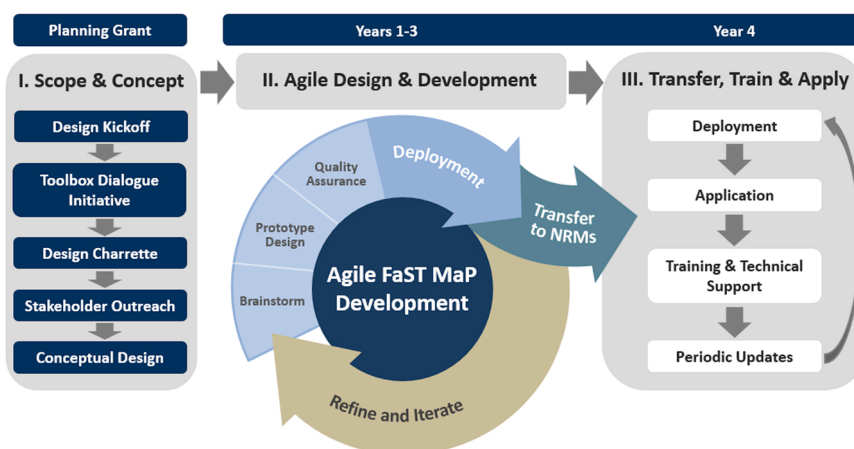 Planning Grant
Years 1-3
Year 4
I. Scope & Concept
II. Agile Design & Development
III. Transfer, Train & Apply
Design Kickoff
Toolbox Dialogue
Initiative
Design Charrette
Stakeholder Outreach
Conceptual Design
Brainstorm
Prototype
Design
Quality
Assurance
Deployment
Transfer
to NRMs
Agile FaST MaP
Development
Refine and Iterate
Deployment
Application
Training & Technical
Support
Periodic Updates